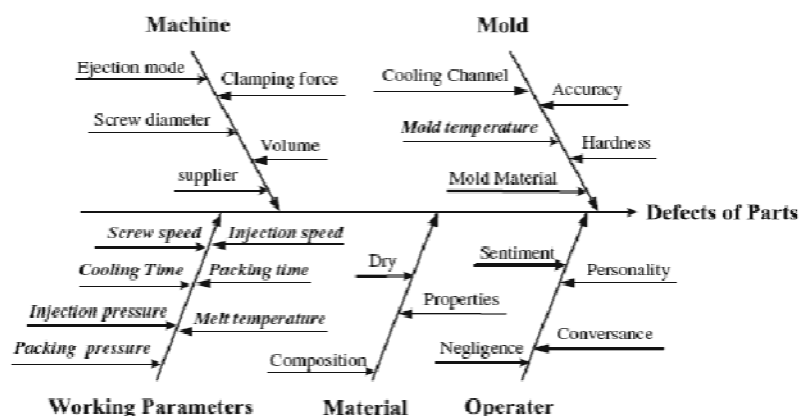 Machine
Mold
Ejection mode
Clamping force
Screw diameter
Volume
supplier
Cooling Channel
Accuracy
Mold temperature
Hardness
Mold Material
Defects of Parts
Screw speed
Injection speed
Cooling Time
Packing time
Injection pressure
Melt temperature
Packing pressure
Dry
Properties
Composition
Sentiment
Personality
Negligence
Conversance
Working Parameters
Material
Operater